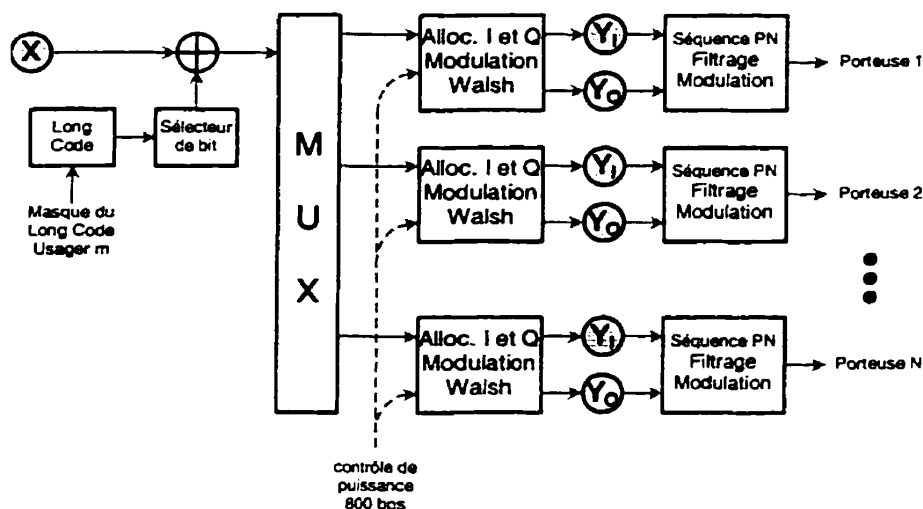 X
Long
Code
Sélecteur
de bit
Masque du
Long Code
Usager m
M
U
X
Alloc. I et Q
Modulation
Walsh
YI
YQ
Séquence PN
Filtrage
Modulation
Porteuse 1
Alloc. I et Q
Modulation
Walsh
YI
YQ
Séquence PN
Filtrage
Modulation
Porteuse 2
Alloc. I et Q
Modulation
Walsh
YI
YQ
Séquence PN
Filtrage
Modulation
Porteuse N
contrôle de
puissance
800 bps